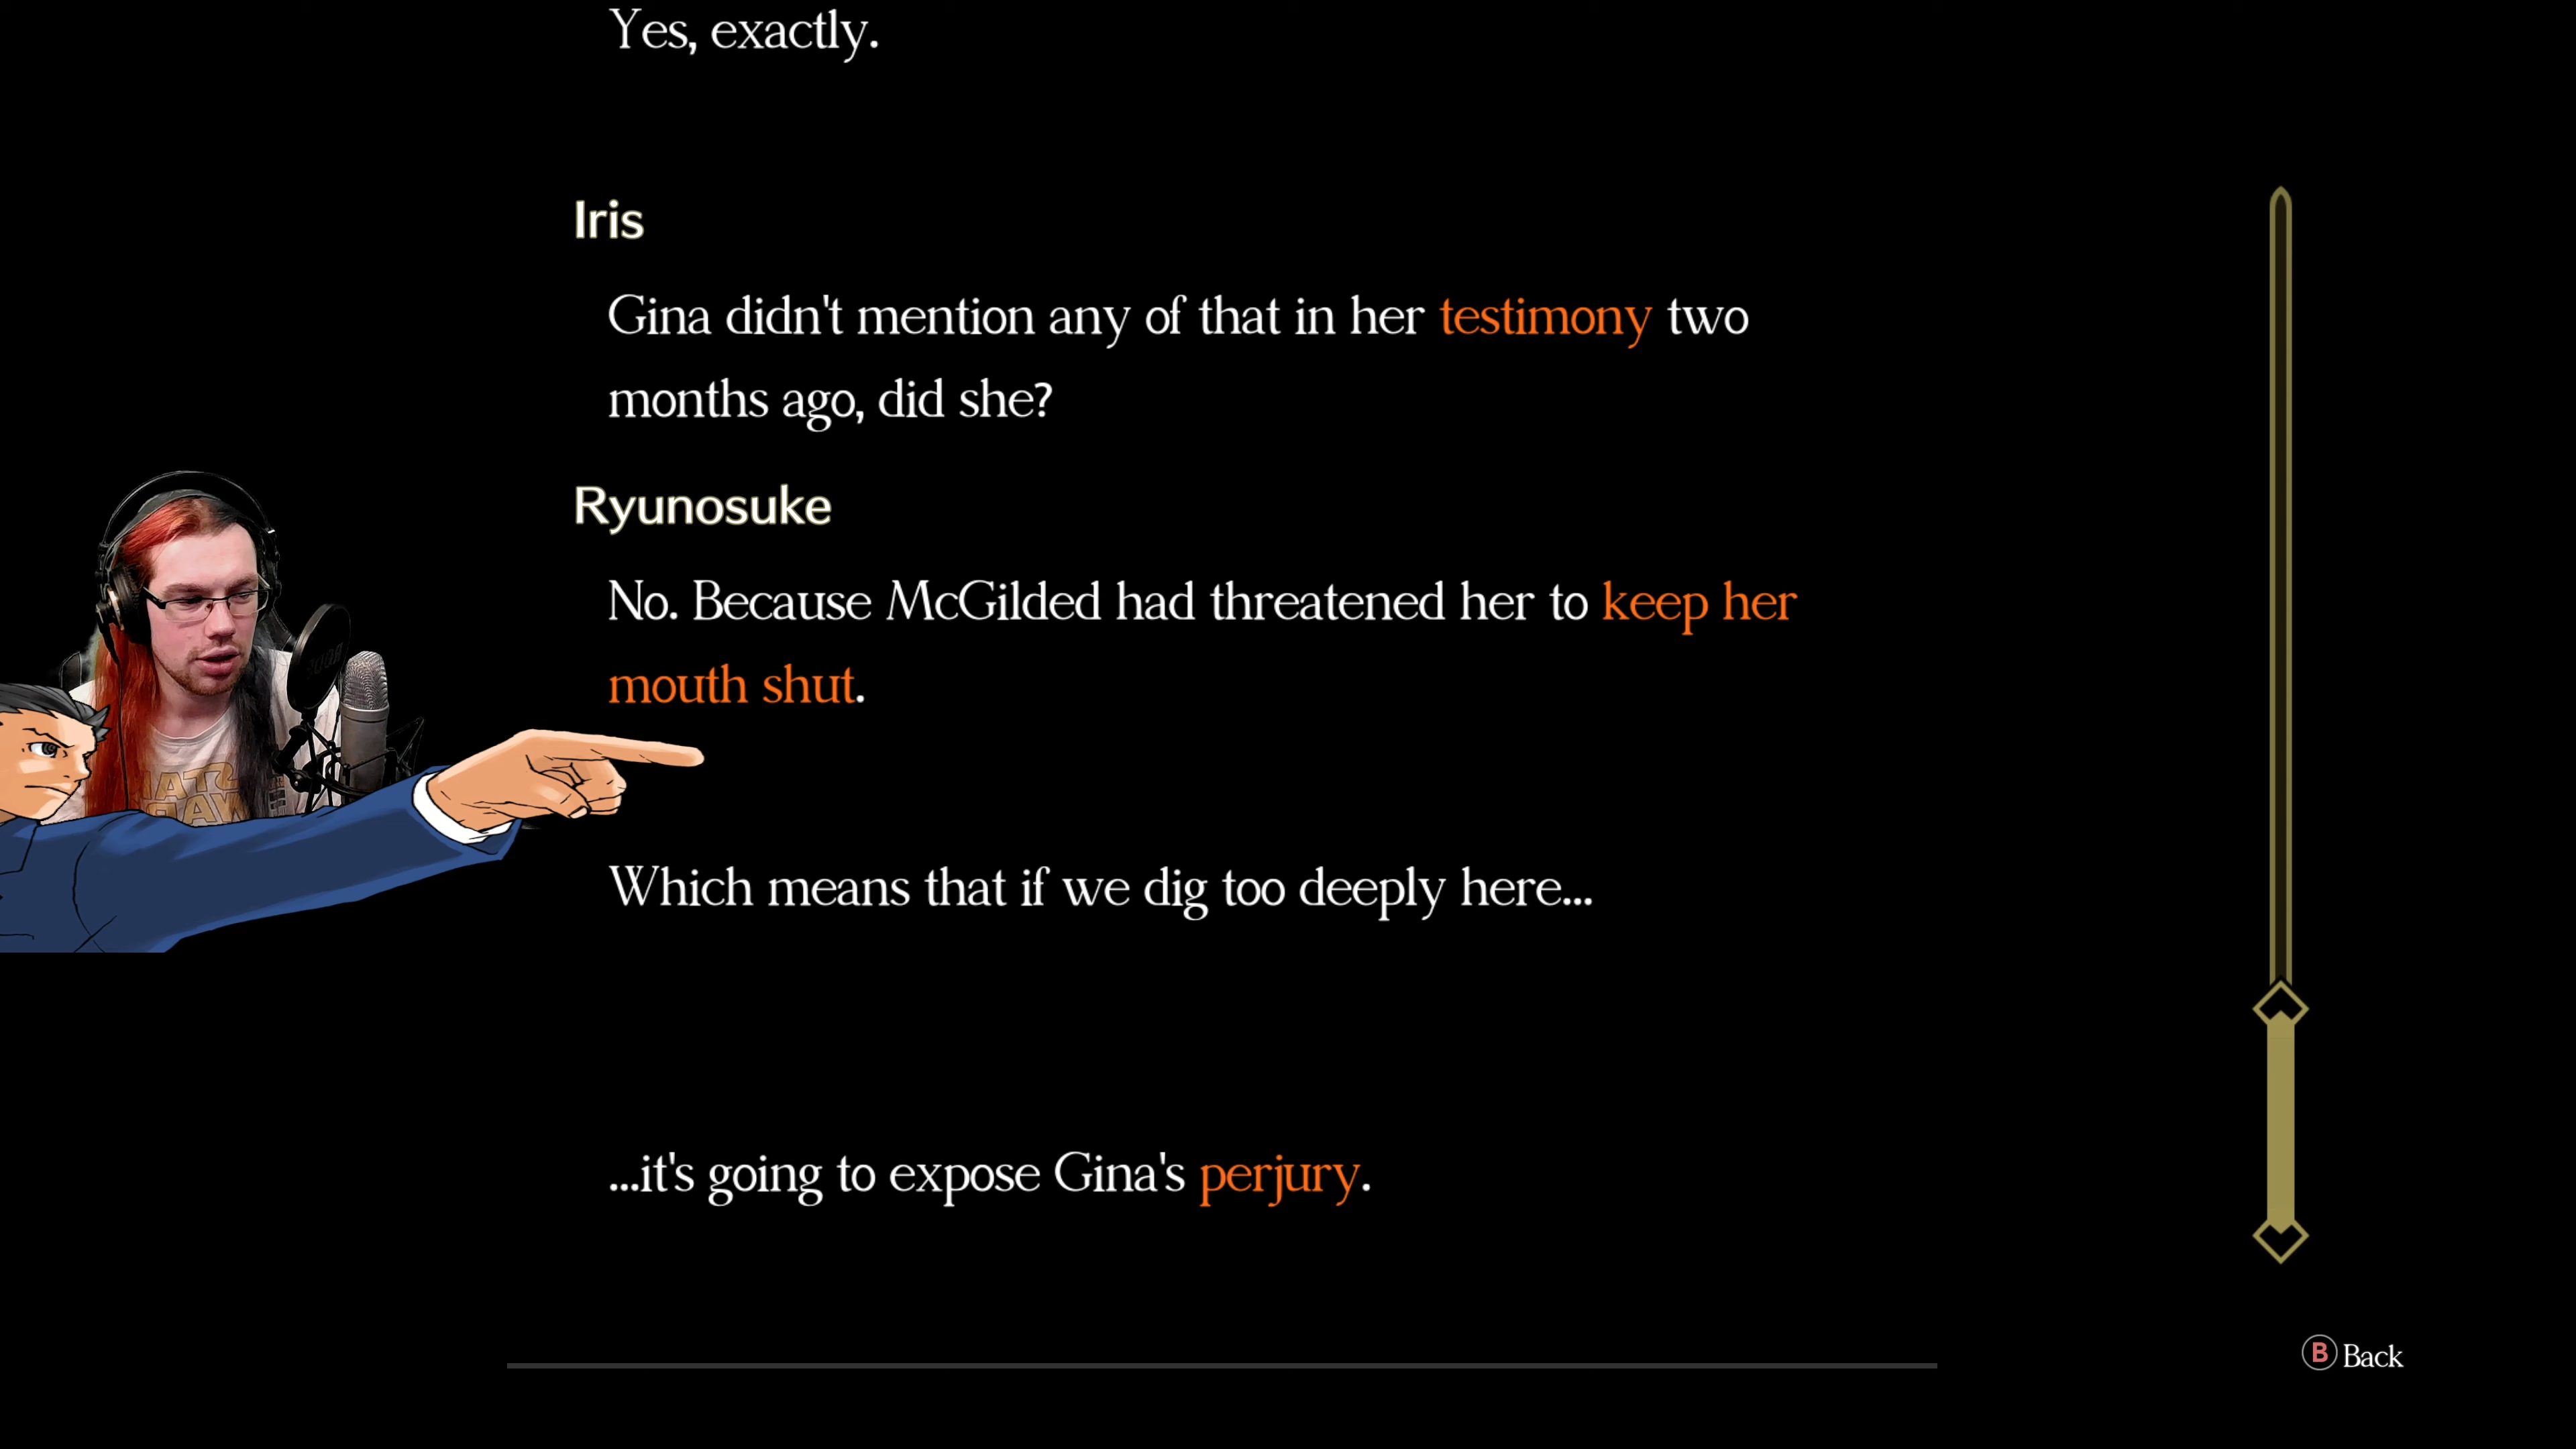 Yes, exactly.
Iris
Gina didn't mention any of that in her testimony two
months ago, did she?
Ryunosuke
No. Because McGilded had threatened her to keep her
mouth shut.
Which means that if we dig too deeply here...
...it's going to expose Gina's perjury.
B Back